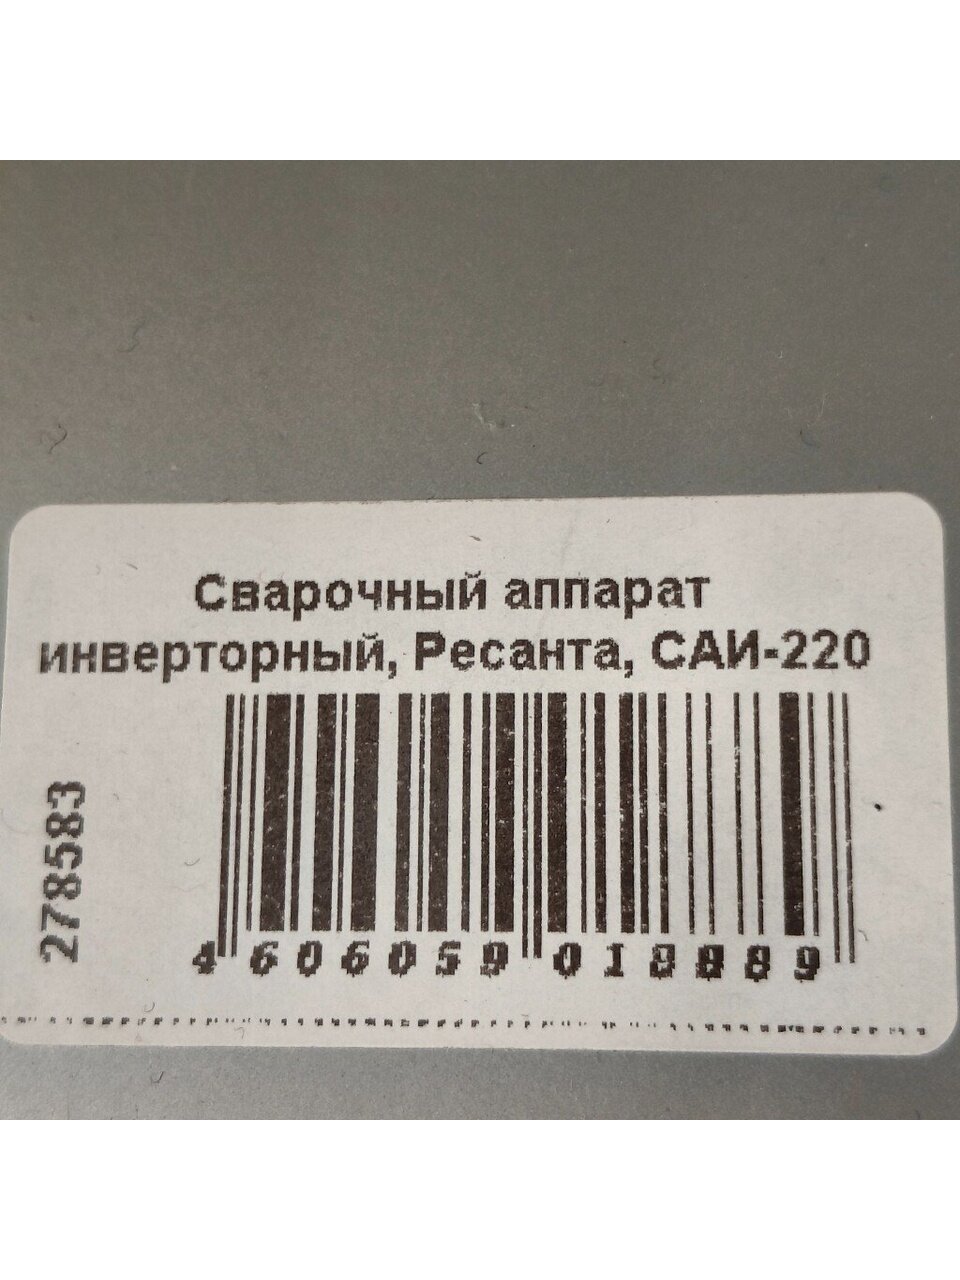 Сварочный аппарат
инверторный, Ресанта, САИ-220
278583
4 606059 018889